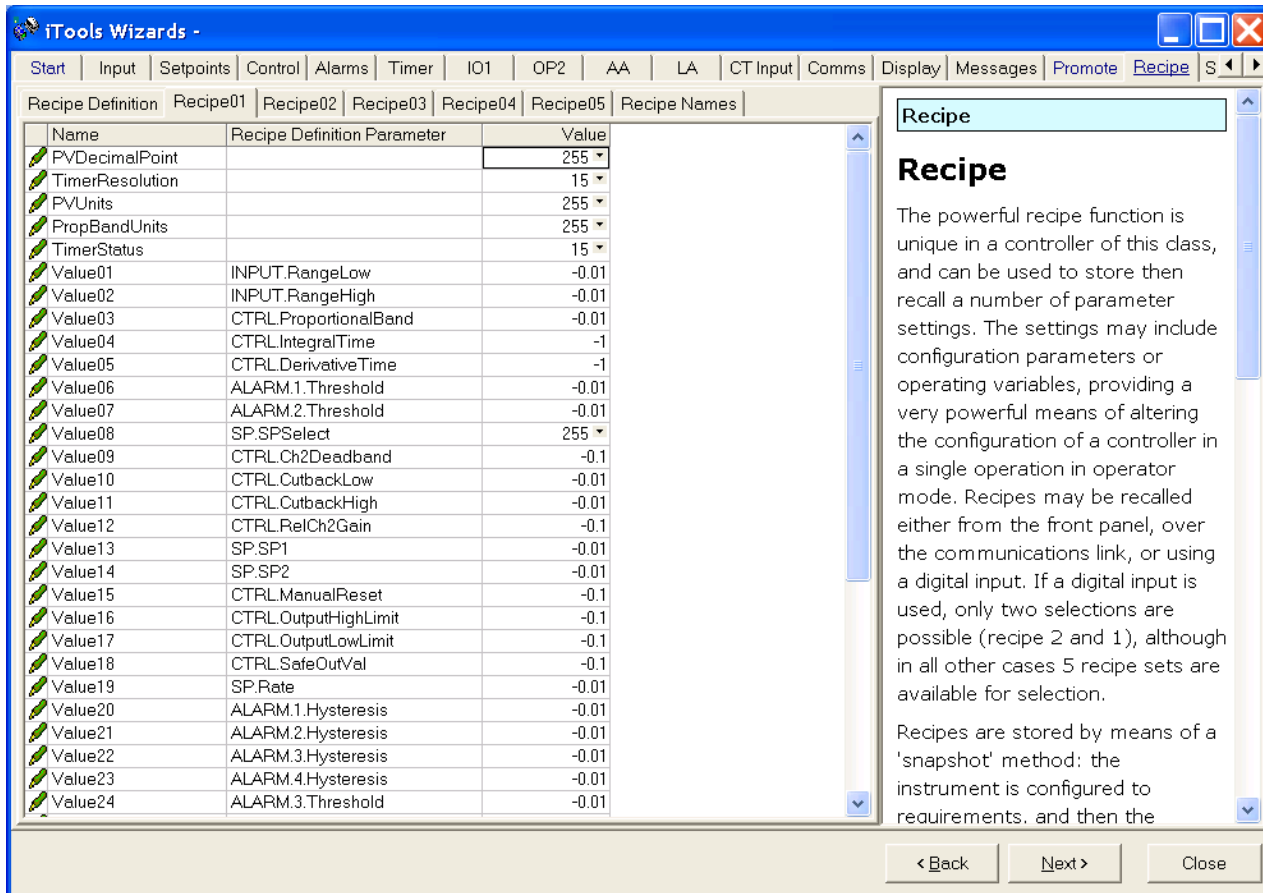 iTools Wizards -
Start Input Setpoints Control Alarms Timer IO1 OP2 AA LA CT Input Comms Display Messages Promote Recipe S
Recipe Definition Recipe01 Recipe02 Recipe03 Recipe04 Recipe05 Recipe Names
Name Recipe Definition Parameter Value
PVDecimalPoint 255
TimerResolution 15
PVUnits 255
PropBandUnits 255
TimerStatus 15
Value01 INPUT.RangeLow -0.01
Value02 INPUT.RangeHigh -0.01
Value03 CTRL.ProportionalBand -0.01
Value04 CTRL.IntegralTime -1
Value05 CTRL.DerivativeTime -1
Value06 ALARM.1.Threshold -0.01
Value07 ALARM.2.Threshold -0.01
Value08 SP.SPSelect 255
Value09 CTRL.Ch2Deadband -0.1
Value10 CTRL.CutbackLow -0.01
Value11 CTRL.CutbackHigh -0.01
Value12 CTRL.RelCh2Gain -0.1
Value13 SP.SP1 -0.01
Value14 SP.SP2 -0.01
Value15 CTRL.ManualReset -0.1
Value16 CTRL.OutputHighLimit -0.1
Value17 CTRL.OutputLowLimit -0.1
Value18 CTRL.SafeOutVal -0.1
Value19 SP.Rate -0.01
Value20 ALARM.1.Hysteresis -0.01
Value21 ALARM.2.Hysteresis -0.01
Value22 ALARM.3.Hysteresis -0.01
Value23 ALARM.4.Hysteresis -0.01
Value24 ALARM.3.Threshold -0.01
Recipe
Recipe
The powerful recipe function is
unique in a controller of this class,
and can be used to store then
recall a number of parameter
settings. The settings may include
configuration parameters or
operating variables, providing a
very powerful means of altering
the configuration of a controller in
a single operation in operator
mode. Recipes may be recalled
either from the front panel, over
the communications link, or using
a digital input. If a digital input is
used, only two selections are
possible (recipe 2 and 1), although
in all other cases 5 recipe sets are
available for selection.
Recipes are stored by means of a
'snapshot' method: the
instrument is configured to
requirements, and then the
< Back Next > Close